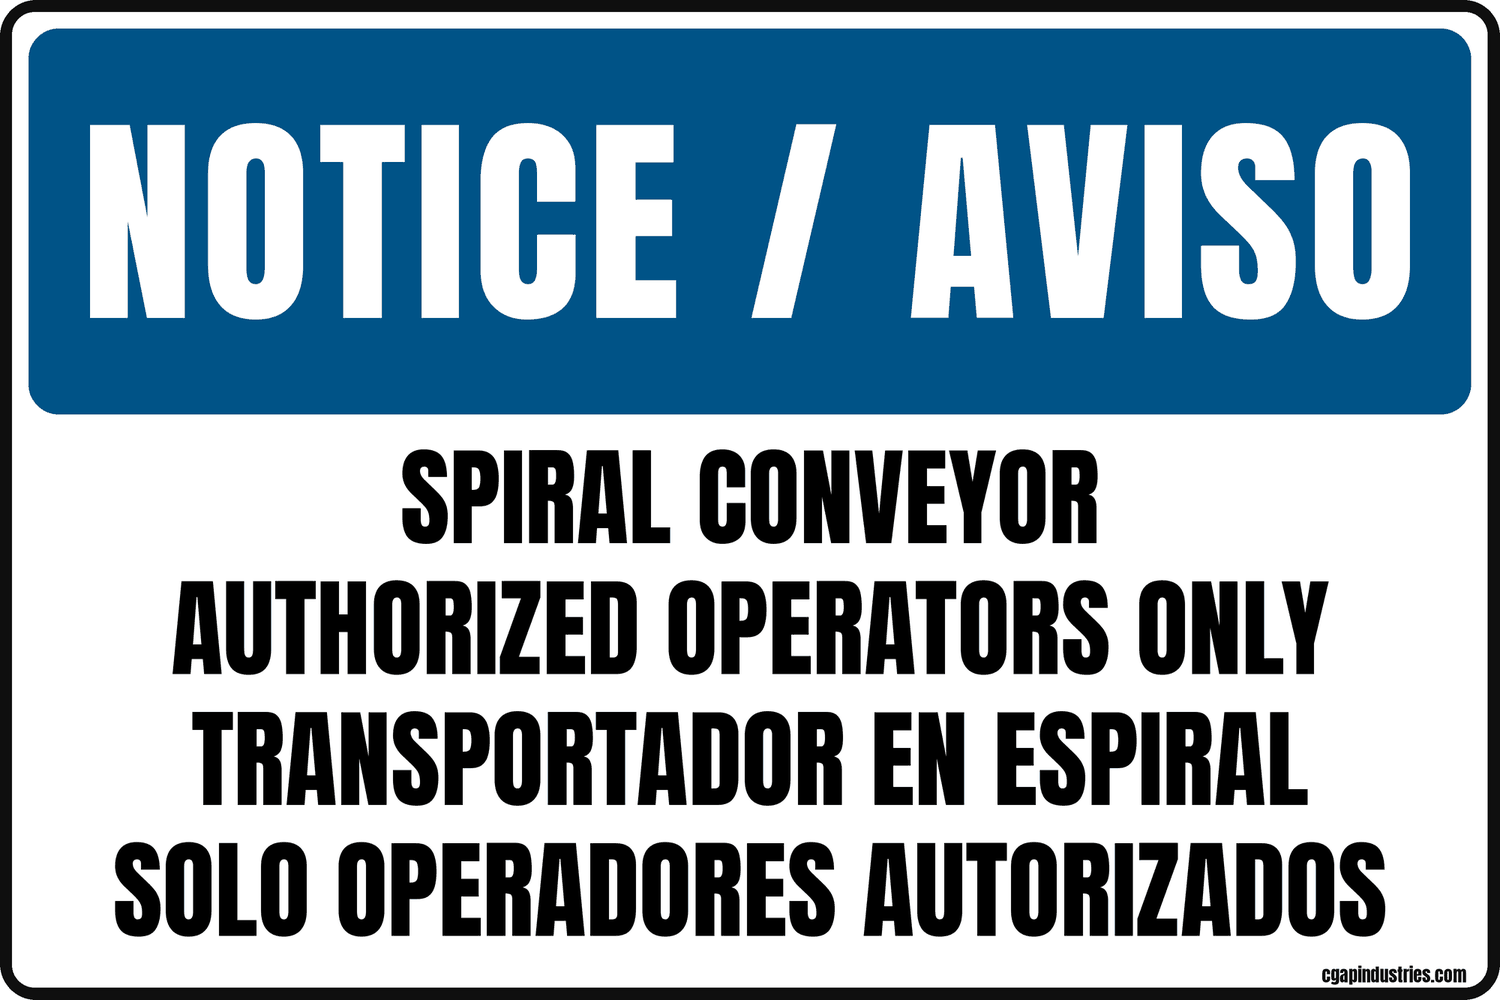 NOTICE / AVISO
SPIRAL CONVEYOR
AUTHORIZED OPERATORS ONLY
TRANSPORTADOR EN ESPIRAL
SOLO OPERADORES AUTORIZADOS
cgapindustries.com